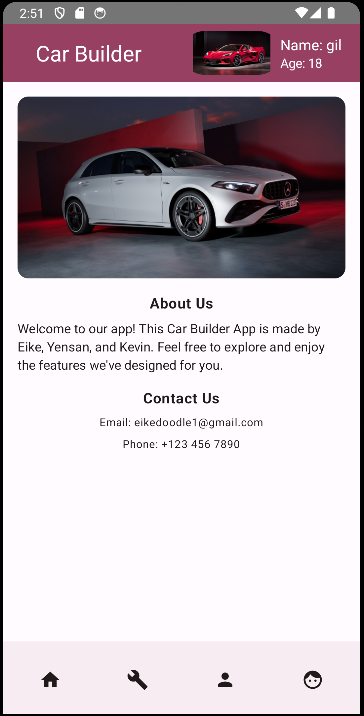 2:51
Car Builder
Name: gil
Age: 18
About Us
Welcome to our app! This Car Builder App is made by
Eike, Yensan, and Kevin. Feel free to explore and enjoy
the features we've designed for you.
Contact Us
Email: eikedoodle1@gmail.com
Phone: +123 456 7890